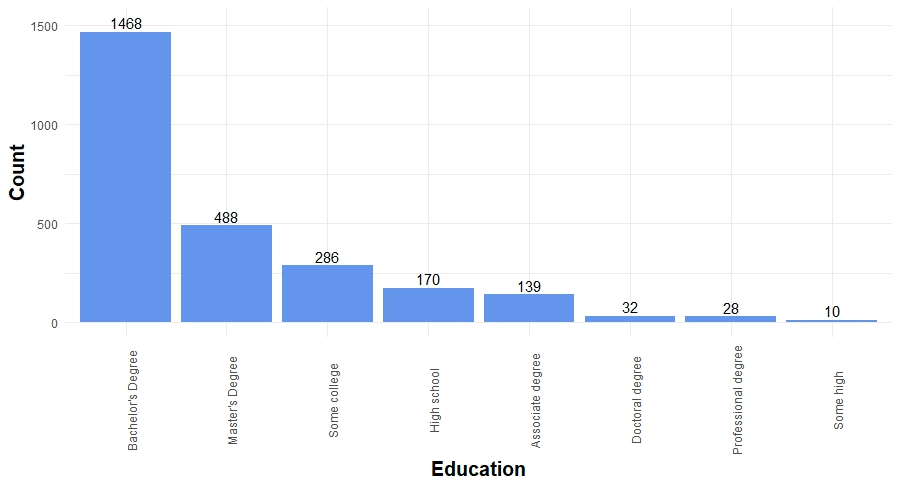 1500
1000
500
0
Count
1468
488
286
170
139
32
28
10
Bachelor's Degree
Master's Degree
Some college
High school
Associate degree
Doctoral degree
Professional degree
Some high
Education